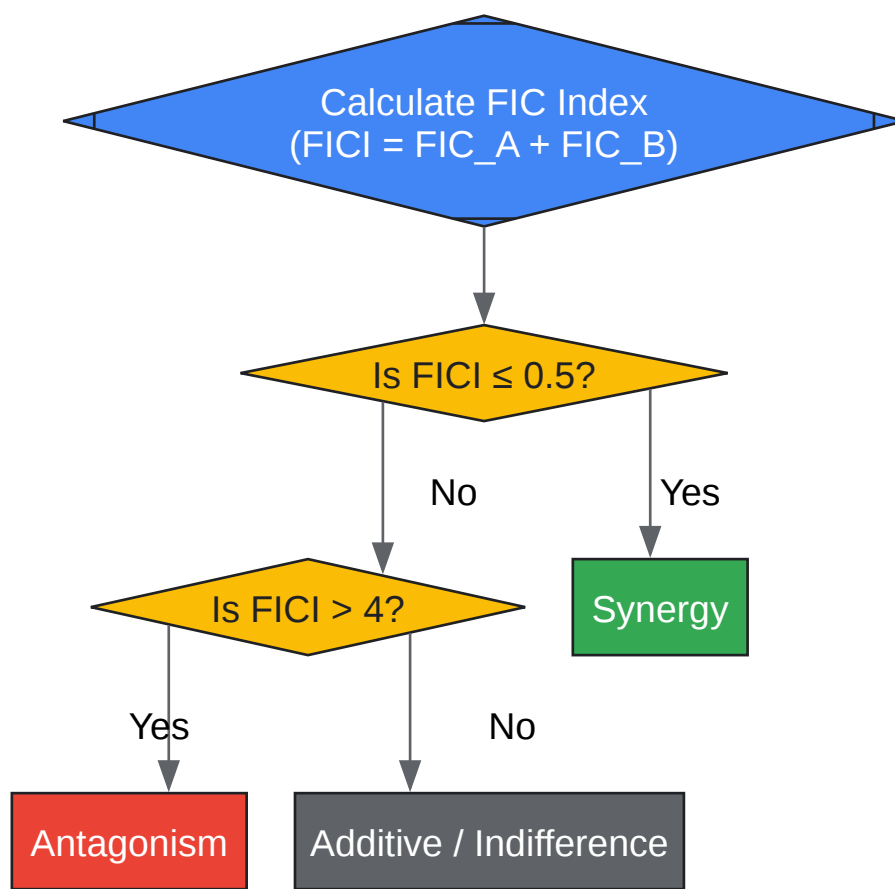 Calculate FIC Index
(FICI = FIC_A + FIC_B)
Is FICI ≤ 0.5?
No
Yes
Is FICI > 4?
Synergy
Yes
No
Antagonism
Additive / Indifference